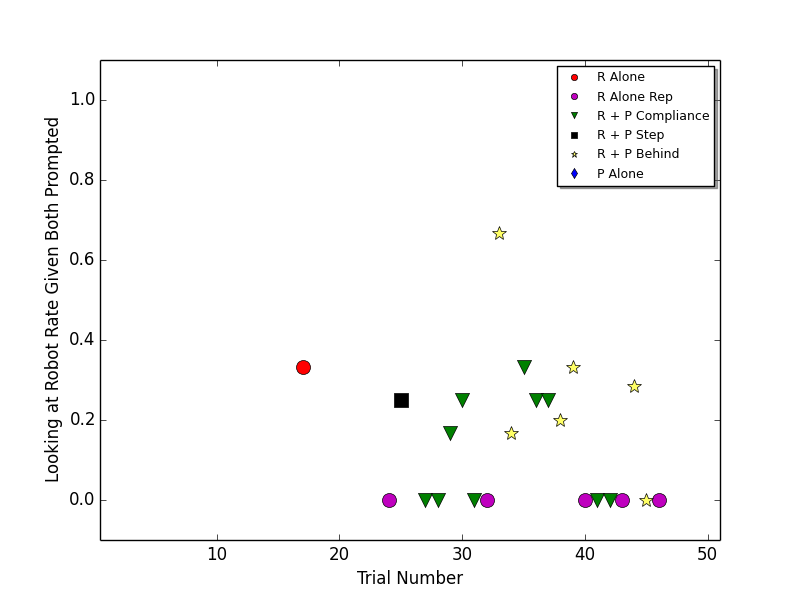 R Alone
R Alone Rep
R + P Compliance
R + P Step
R + P Behind
P Alone
Looking at Robot Rate Given Both Prompted
1.0
0.8
0.6
0.4
0.2
0.0
10 20 30 40 50
Trial Number